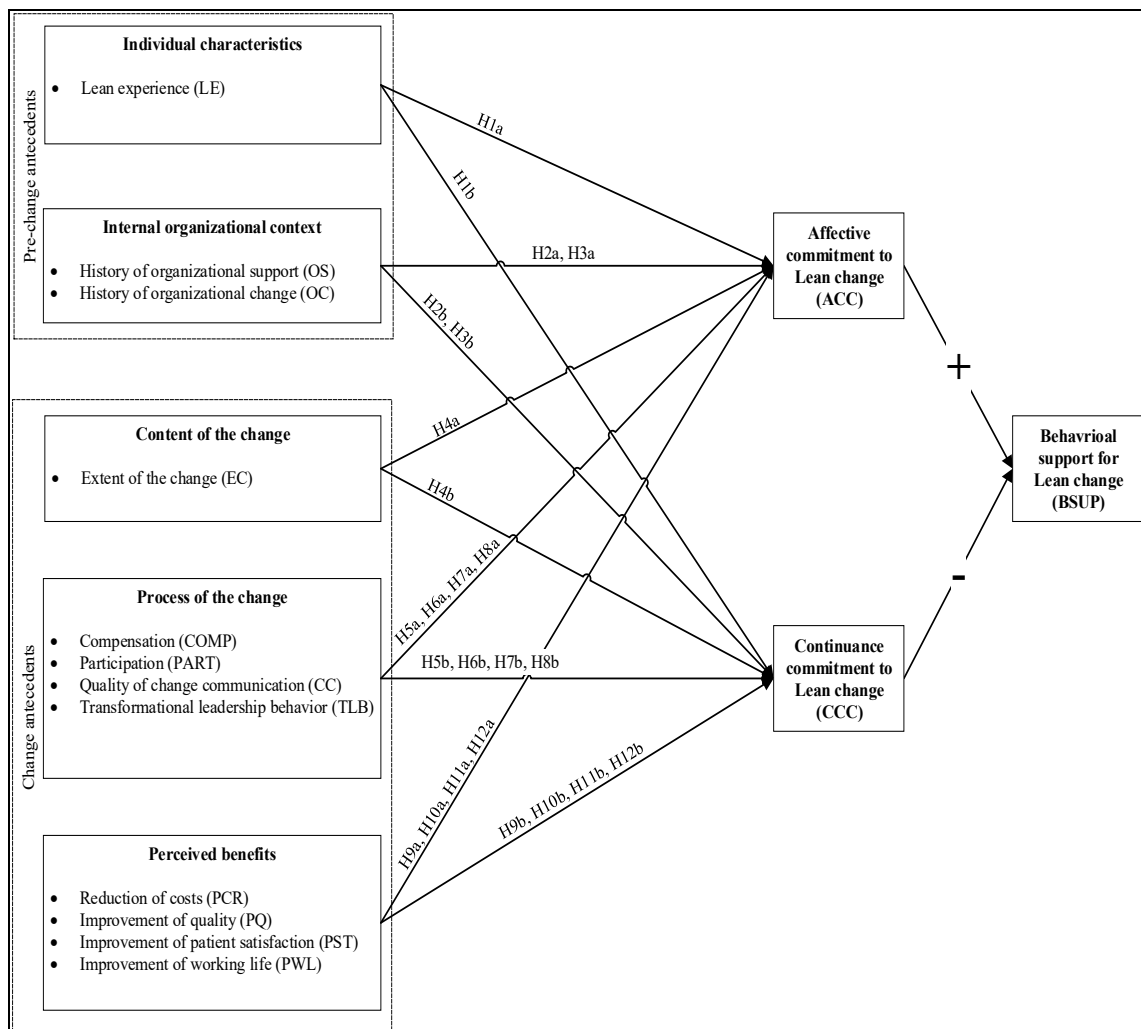 Pre-change antecedents
Individual characteristics
• Lean experience (LE)
Internal organizational context
• History of organizational support (OS)
• History of organizational change (OC)
Change antecedents
Content of the change
• Extent of the change (EC)
Process of the change
• Compensation (COMP)
• Participation (PART)
• Quality of change communication (CC)
• Transformational leadership behavior (TLB)
Perceived benefits
• Reduction of costs (PCR)
• Improvement of quality (PQ)
• Improvement of patient satisfaction (PST)
• Improvement of working life (PWL)
H1a
H1b
H2a, H3a
H2b, H3b
H4a
H4b
H5a, H6a, H7a, H8a
H5b, H6b, H7b, H8b
H9a, H10a, H11a, H12a
H9b, H10b, H11b, H12b
Affective
commitment to
Lean change
(ACC)
Continuance
commitment to
Lean change
(CCC)
+
-
Behavrioial
support for
Lean change
(BSUP)